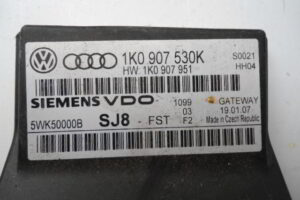 1K0 907 530K S0021
HW: 1K0 907 951 HH04
SIEMENS VDO 1099 GATEWAY
03 19.01.07
5WK50000B SJ8 FST F2 Made in Czech Republic